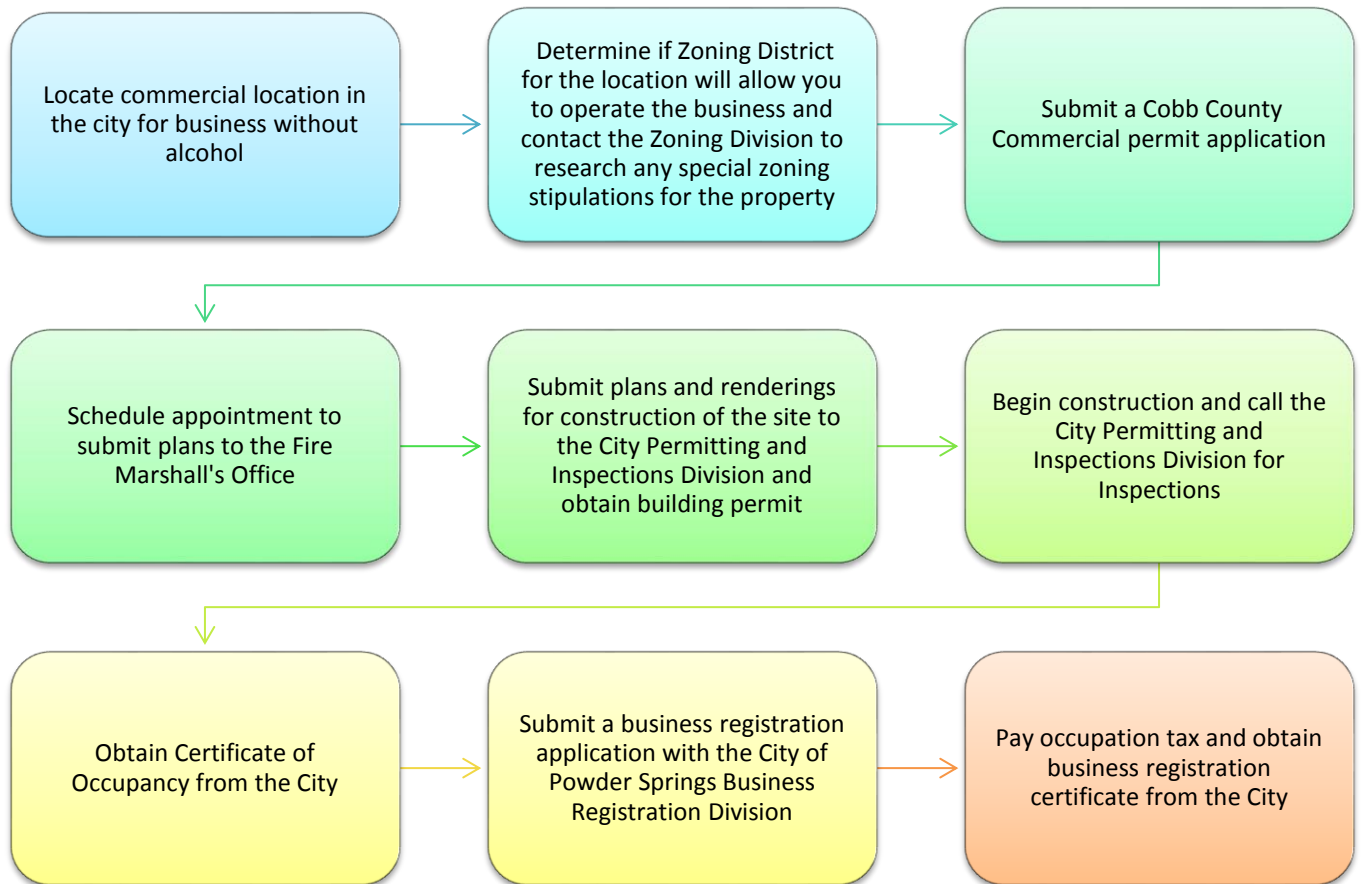 Locate commercial location in
the city for business without
alcohol
Determine if Zoning District
for the location will allow you
to operate the business and
contact the Zoning Division to
research any special zoning
stipulations for the property
Submit a Cobb County
Commercial permit application
Schedule appointment to
submit plans to the Fire
Marshall's Office
Submit plans and renderings
for construction of the site to
the City Permitting and
Inspections Division and
obtain building permit
Begin construction and call the
City Permitting and
Inspections Division for
Inspections
Obtain Certificate of
Occupancy from the City
Submit a business registration
application with the City of
Powder Springs Business
Registration Division
Pay occupation tax and obtain
business registration
certificate from the City